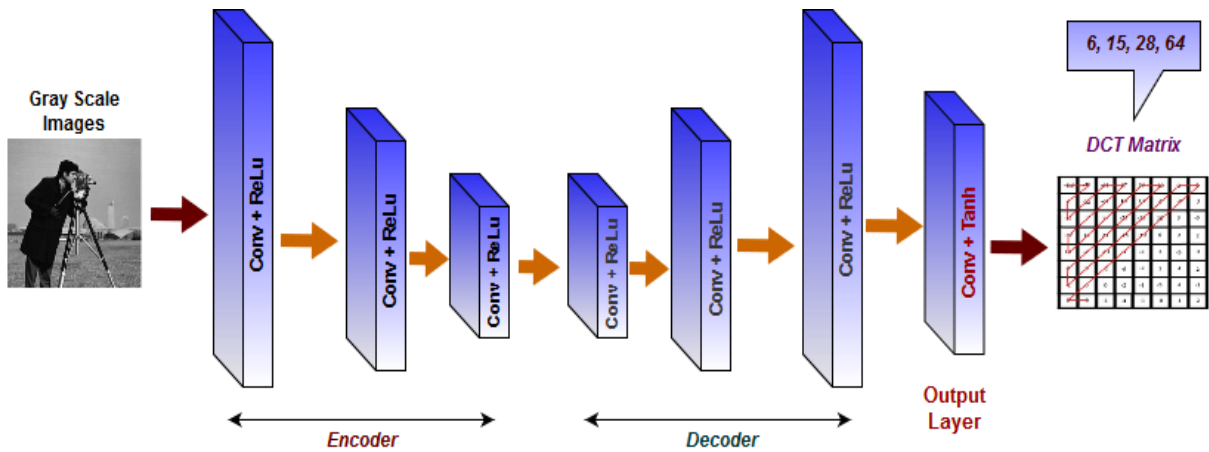 Gray Scale
Images
Conv + ReLu
Conv + ReLu
Conv + ReLu
Encoder
Conv + ReLu
Conv + ReLu
Conv + ReLu
Decoder
Conv + Tanh
Output
Layer
6, 15, 28, 64
DCT Matrix